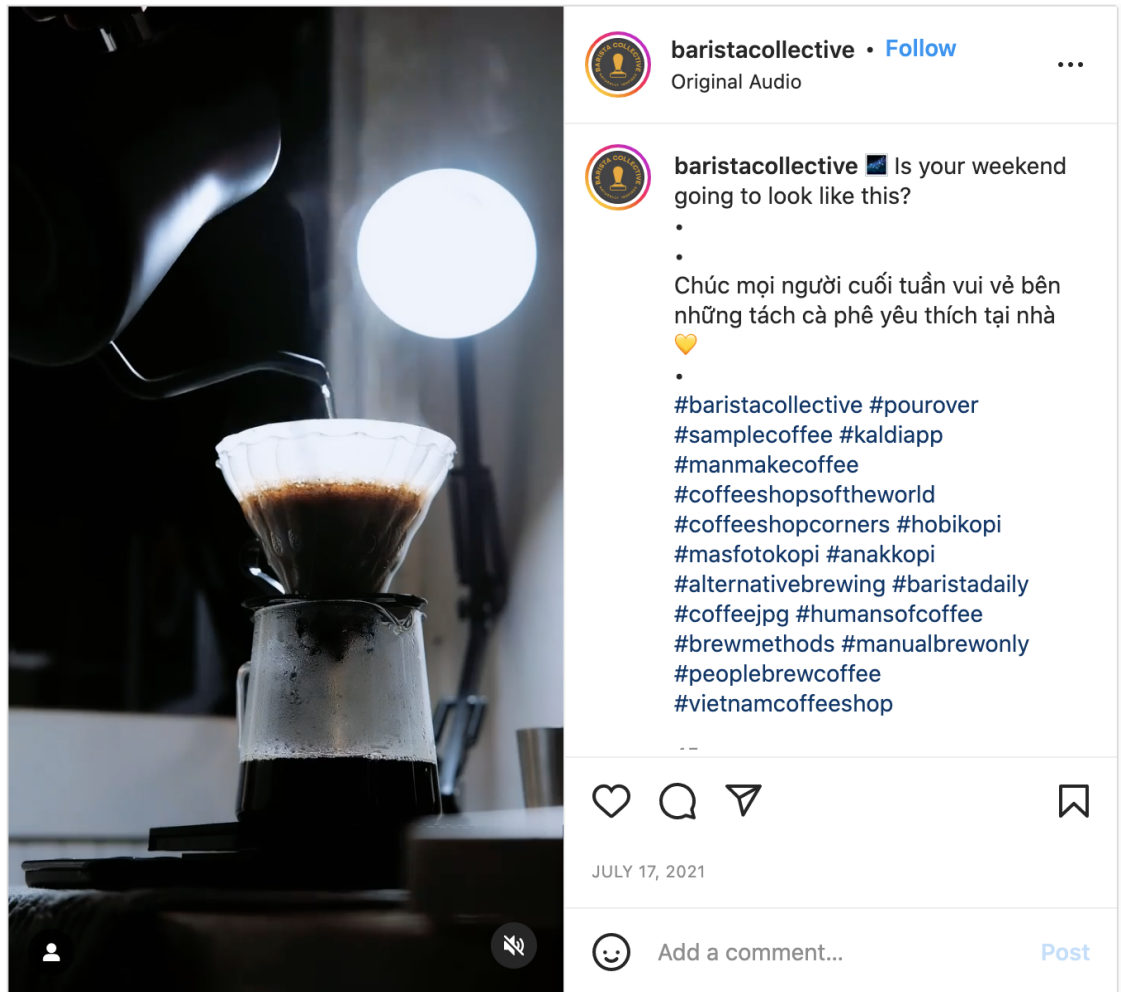 baristacollective • Follow
Original Audio
baristacollective 🌌 Is your weekend
going to look like this?
•
•
Chúc mọi người cuối tuần vui vẻ bên
những tách cà phê yêu thích tại nhà
💛
•
#baristacollective #pourover
#samplecoffee #kaldiapp
#manmakecoffee
#coffeeshopsoftheworld
#coffeeshopcorners #hobikopi
#masfotokopi #anakkopi
#alternativebrewing #baristadaily
#coffeejpg #humansofcoffee
#brewmethods #manualbrewonly
#peoplebrewcoffee
#vietnamcoffeeshop
JULY 17, 2021
Add a comment...
Post